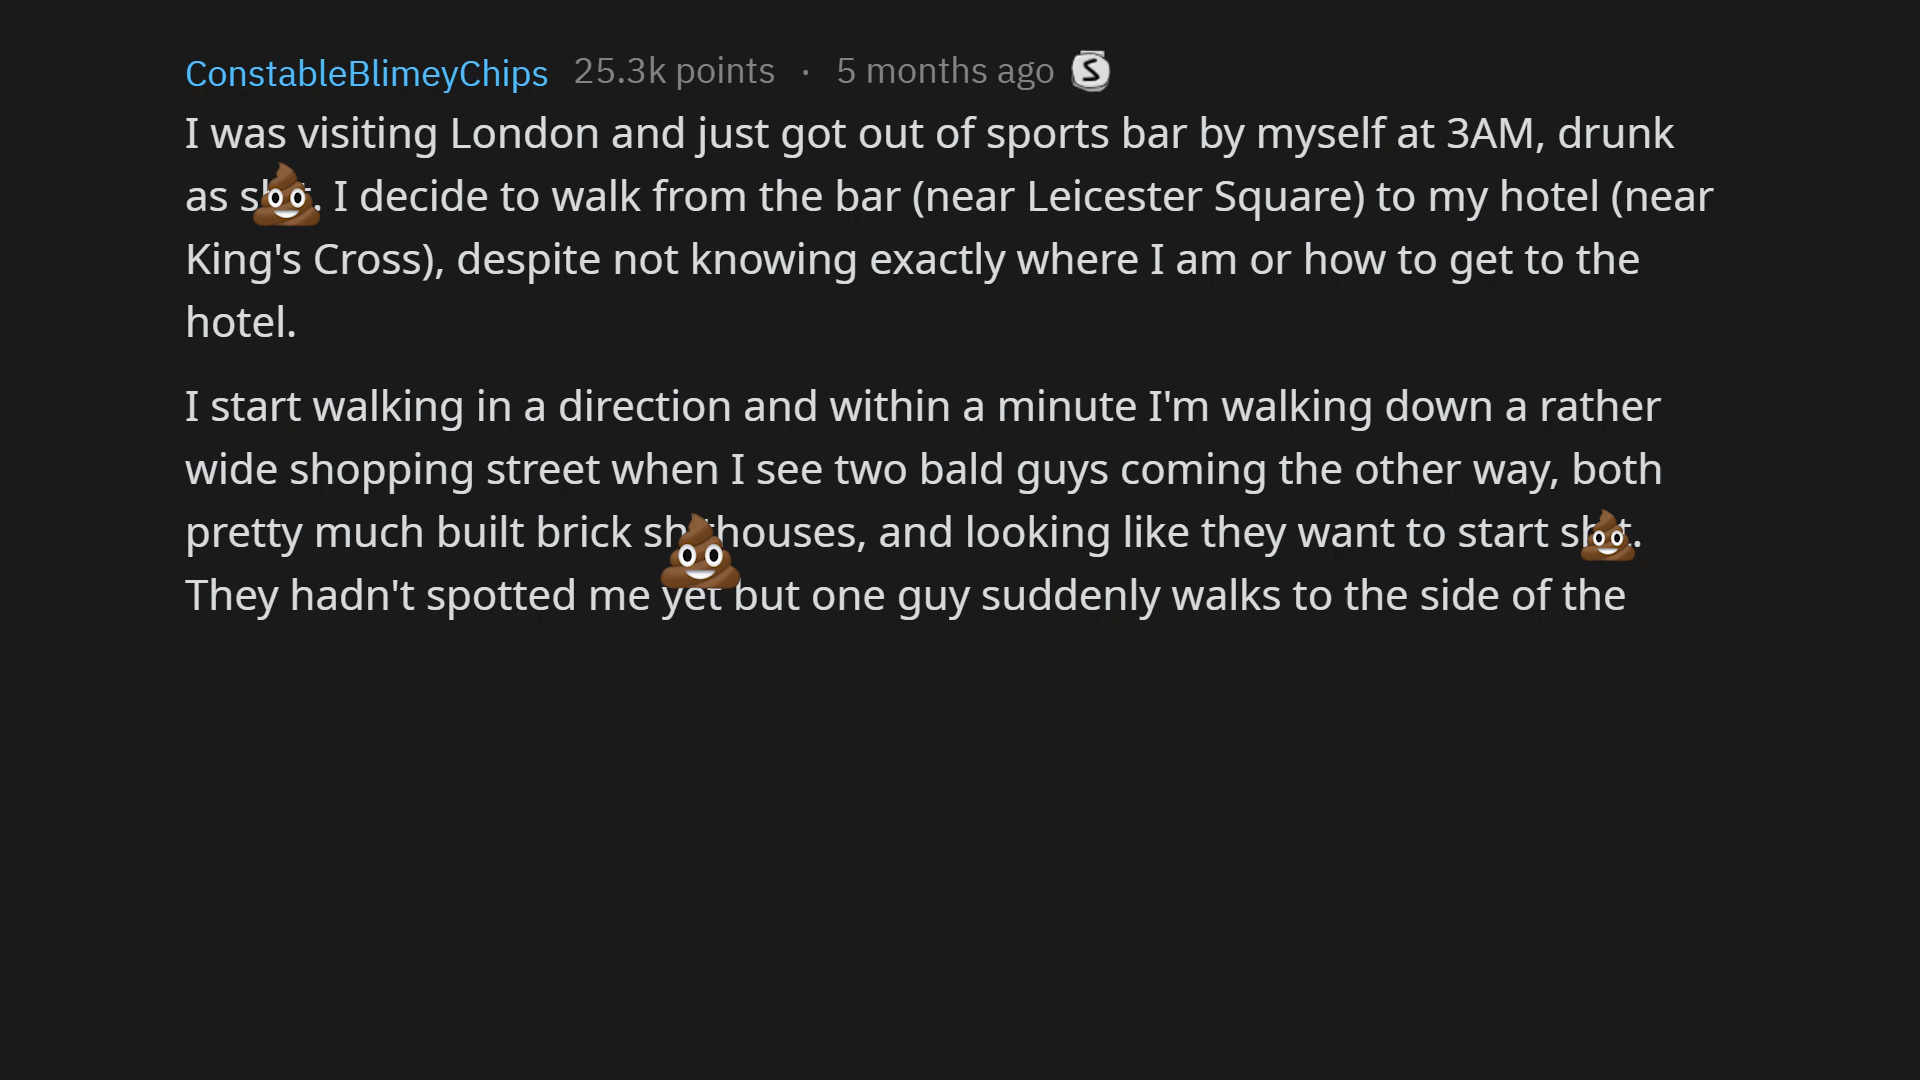 ConstableBlimeyChips 25.3k points · 5 months ago S
I was visiting London and just got out of sports bar by myself at 3AM, drunk
as sh💩t. I decide to walk from the bar (near Leicester Square) to my hotel (near
King's Cross), despite not knowing exactly where I am or how to get to the
hotel.
I start walking in a direction and within a minute I'm walking down a rather
wide shopping street when I see two bald guys coming the other way, both
pretty much built brick sh💩thouses, and looking like they want to start sh💩t.
They hadn't spotted me yet but one guy suddenly walks to the side of the